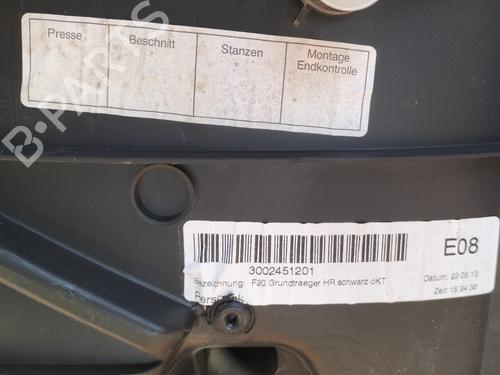 Presse
Beschnitt
Stanzen
Montage
Endkontrolle
B-PARTS
E08
3002451201
Bezeichnung: F20 Grundtraeger HR schwarz oKT
Datum: 22.05.13
Zeit: 15:24:36